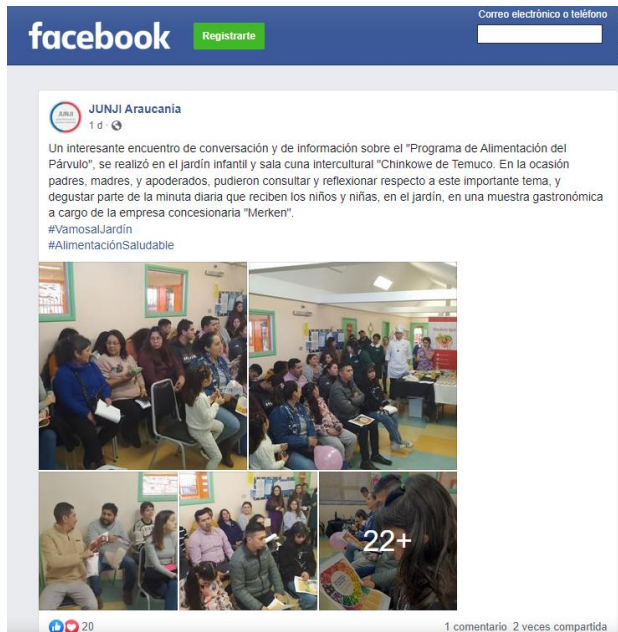 Correo electrónico o teléfono
facebook
Registrarte
JUNJI
JUNJI Araucania
1 d ·
Un interesante encuentro de conversación y de información sobre el "Programa de Alimentación del
Párvulo", se realizó en el jardín infantil y sala cuna intercultural "Chinkowe de Temuco. En la ocasión
padres, madres, y apoderados, pudieron consultar y reflexionar respecto a este importante tema, y
degustar parte de la minuta diaria que reciben los niños y niñas, en el jardín, en una muestra gastronómica
a cargo de la empresa concesionaria "Merken".
#VamosalJardín
#AlimentaciónSaludable
22+
20
1 comentario 2 veces compartida